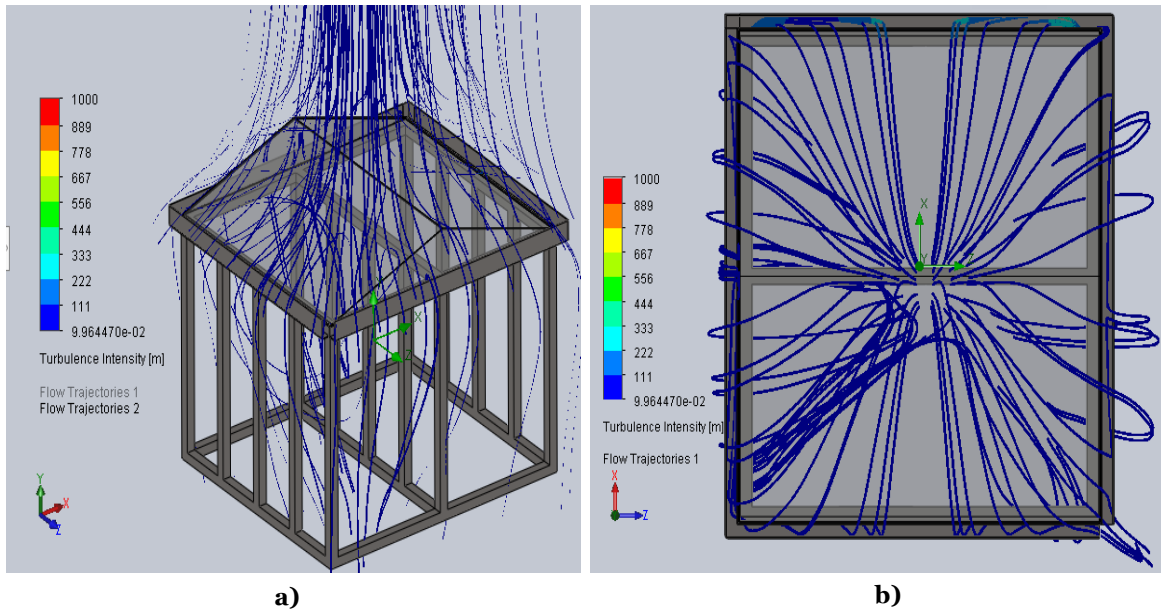 1000
889
778
667
556
444
333
222
111
9.964470e-02
Turbulence Intensity [m]
Flow Trajectories 1
Flow Trajectories 2
X
Z
Y
X
Z
a)
1000
889
778
667
556
444
333
222
111
9.964470e-02
Turbulence Intensity [m]
Flow Trajectories 1
X
Y
Z
X
Z
b)